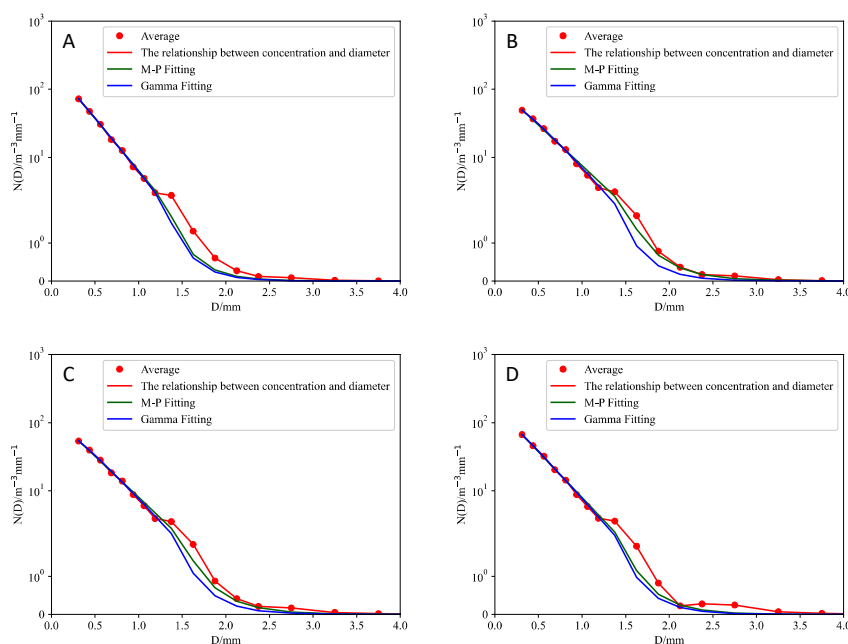 A
Average
The relationship between concentration and diameter
M-P Fitting
Gamma Fitting
N(D)/m⁻³mm⁻¹
10³
10²
10¹
10⁰
0
0.0 0.5 1.0 1.5 2.0 2.5 3.0 3.5 4.0
D/mm
B
Average
The relationship between concentration and diameter
M-P Fitting
Gamma Fitting
N(D)/m⁻³mm⁻¹
10³
10²
10¹
10⁰
0
0.0 0.5 1.0 1.5 2.0 2.5 3.0 3.5 4.0
D/mm
C
Average
The relationship between concentration and diameter
M-P Fitting
Gamma Fitting
N(D)/m⁻³mm⁻¹
10³
10²
10¹
10⁰
0
0.0 0.5 1.0 1.5 2.0 2.5 3.0 3.5 4.0
D/mm
D
Average
The relationship between concentration and diameter
M-P Fitting
Gamma Fitting
N(D)/m⁻³mm⁻¹
10³
10²
10¹
10⁰
0
0.0 0.5 1.0 1.5 2.0 2.5 3.0 3.5 4.0
D/mm